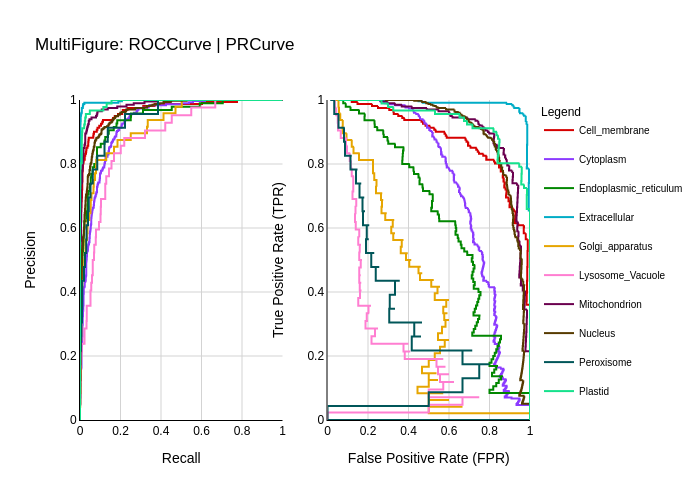 MultiFigure: ROCCurve | PRCurve
Precision
1
0.8
0.6
0.4
0.2
0
0 0.2 0.4 0.6 0.8 1
Recall
True Positive Rate (TPR)
1
0.8
0.6
0.4
0.2
0
0 0.2 0.4 0.6 0.8 1
False Positive Rate (FPR)
Legend
Cell_membrane
Cytoplasm
Endoplasmic_reticulum
Extracellular
Golgi_apparatus
Lysosome_Vacuole
Mitochondrion
Nucleus
Peroxisome
Plastid